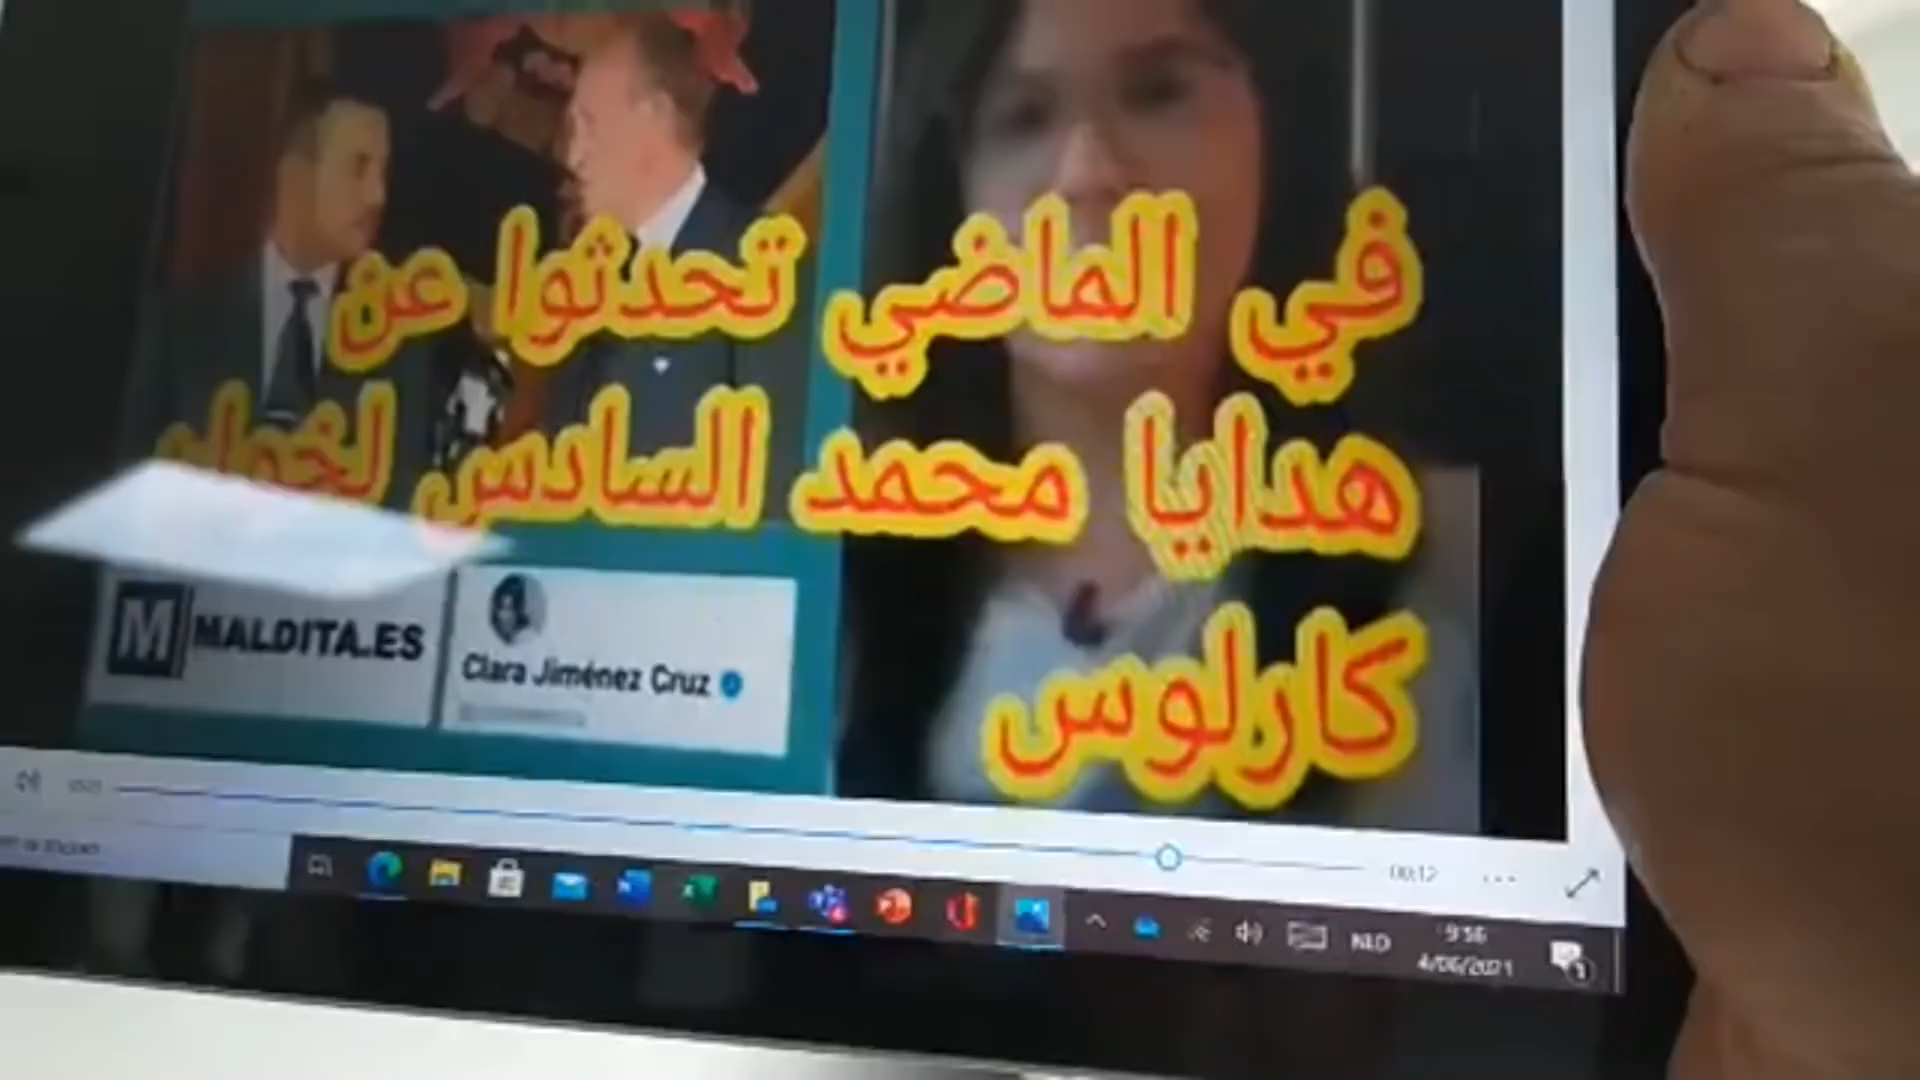 في الماضي تحدثوا عن
هدايا محمد السادس
كارلوس
M MALDITA.ES
Clara Jiménez Cruz
00:12
NLD
9:56
4/06/2021